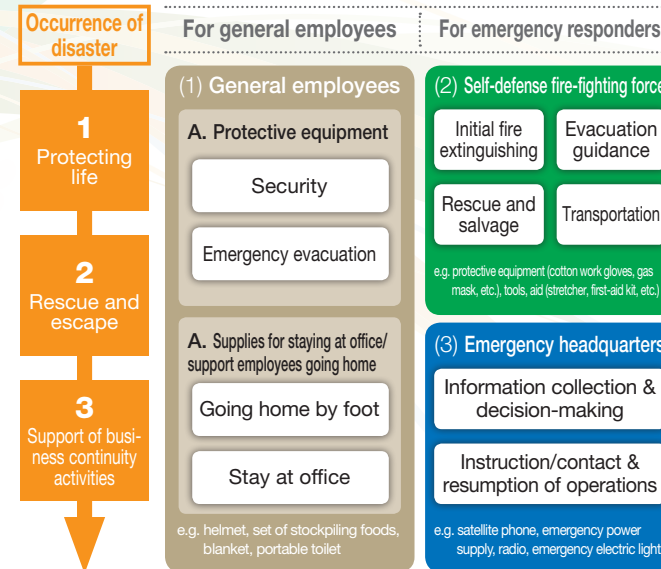 Occurrence of
disaster
1
Protecting
life
2
Rescue and
escape
3
Support of busi-
ness continuity
activities
For general employees
(1) General employees
A. Protective equipment
Security
Emergency evacuation
A. Supplies for staying at office/
support employees going home
Going home by foot
Stay at office
e.g. helmet, set of stockpiling foods,
blanket, portable toilet
For emergency responders
(2) Self-defense fire-fighting force
Initial fire
extinguishing
Evacuation
guidance
Rescue and
salvage
Transportation
e.g. protective equipment (cotton work gloves, gas
mask, etc.), tools, aid (stretcher, first-aid kit, etc.)
(3) Emergency headquarters
Information collection &
decision-making
Instruction/contact &
resumption of operations
e.g. satellite phone, emergency power
supply, radio, emergency electric light